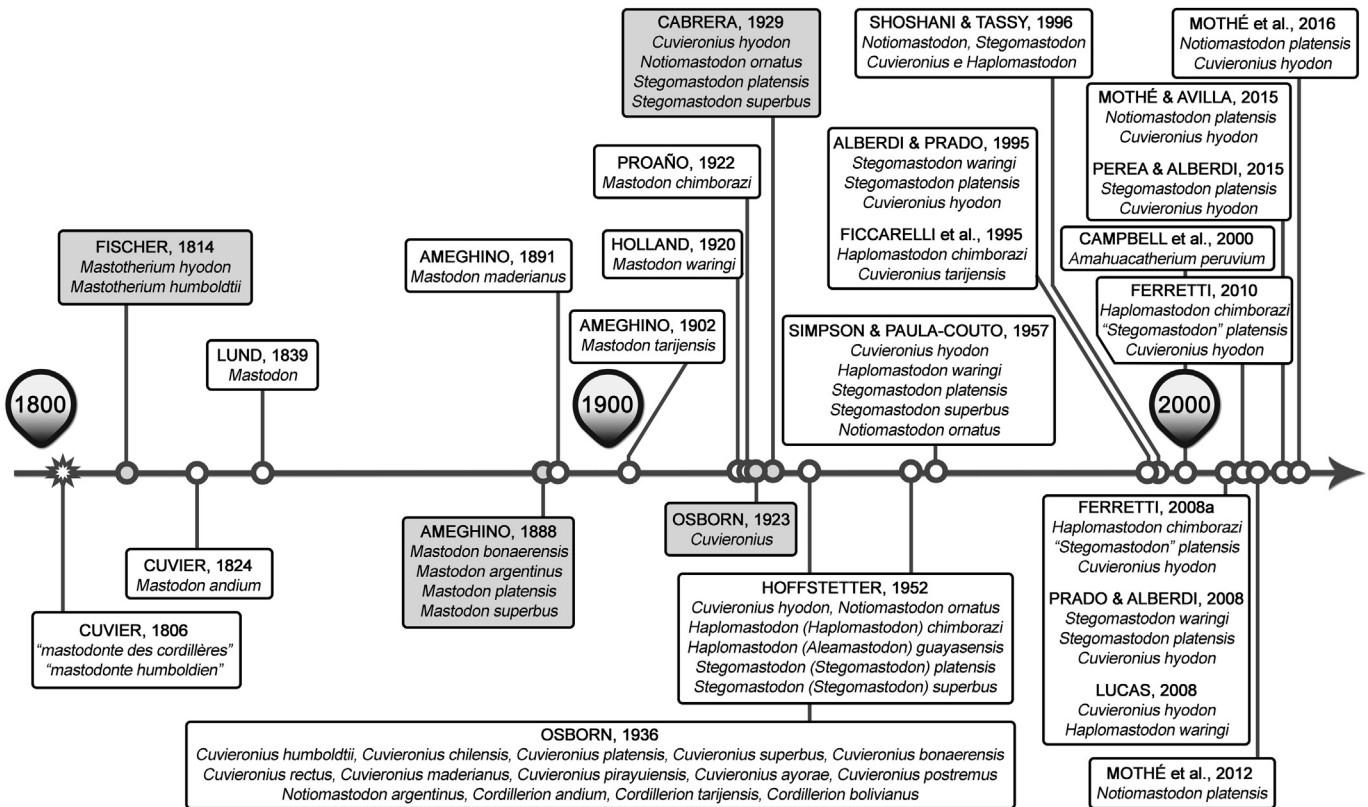 1800
CUVIER, 1806
“mastodonte des cordillères”
“mastodonte humboldien”
FISCHER, 1814
Mastotherium hyodon
Mastotherium humboldtii
CUVIER, 1824
Mastodon andium
LUND, 1839
Mastodon
AMEGHINO, 1888
Mastodon bonaerensis
Mastodon argentinus
Mastodon platensis
Mastodon superbus
AMEGHINO, 1891
Mastodon maderianus
1900
AMEGHINO, 1902
Mastodon tarijensis
HOLLAND, 1920
Mastodon waringi
PROAÑO, 1922
Mastodon chimborazi
OSBORN, 1923
Cuvieronius
CABRERA, 1929
Cuvieronius hyodon
Notiomastodon ornatus
Stegomastodon platensis
Stegomastodon superbus
OSBORN, 1936
Cuvieronius humboldtii, Cuvieronius chilensis, Cuvieronius platensis, Cuvieronius superbus, Cuvieronius bonaerensis
Cuvieronius rectus, Cuvieronius maderianus, Cuvieronius pirayuiensis, Cuvieronius ayorae, Cuvieronius postremus
Notiomastodon argentinus, Cordillerion andium, Cordillerion tarijensis, Cordillerion bolivianus
HOFFSTETTER, 1952
Cuvieronius hyodon, Notiomastodon ornatus
Haplomastodon (Haplomastodon) chimborazi
Haplomastodon (Aleamastodon) guayasensis
Stegomastodon (Stegomastodon) platensis
Stegomastodon (Stegomastodon) superbus
SIMPSON & PAULA-COUTO, 1957
Cuvieronius hyodon
Haplomastodon waringi
Stegomastodon platensis
Stegomastodon superbus
Notiomastodon ornatus
ALBERDI & PRADO, 1995
Stegomastodon waringi
Stegomastodon platensis
Cuvieronius hyodon
FICCARELLI et al., 1995
Haplomastodon chimborazi
Cuvieronius tarijensis
SHOSHANI & TASSY, 1996
Notiomastodon, Stegomastodon
Cuvieronius e Haplomastodon
2000
CAMPBELL et al., 2000
Amahuacatherium peruvium
FERRETTI, 2008a
Haplomastodon chimborazi
“Stegomastodon” platensis
Cuvieronius hyodon
PRADO & ALBERDI, 2008
Stegomastodon waringi
Stegomastodon platensis
Cuvieronius hyodon
LUCAS, 2008
Cuvieronius hyodon
Haplomastodon waringi
FERRETTI, 2010
Haplomastodon chimborazi
“Stegomastodon” platensis
Cuvieronius hyodon
MOTHÉ et al., 2012
Notiomastodon platensis
MOTHÉ & AVILLA, 2015
Notiomastodon platensis
Cuvieronius hyodon
PEREA & ALBERDI, 2015
Stegomastodon platensis
Cuvieronius hyodon
MOTHÉ et al., 2016
Notiomastodon platensis
Cuvieronius hyodon